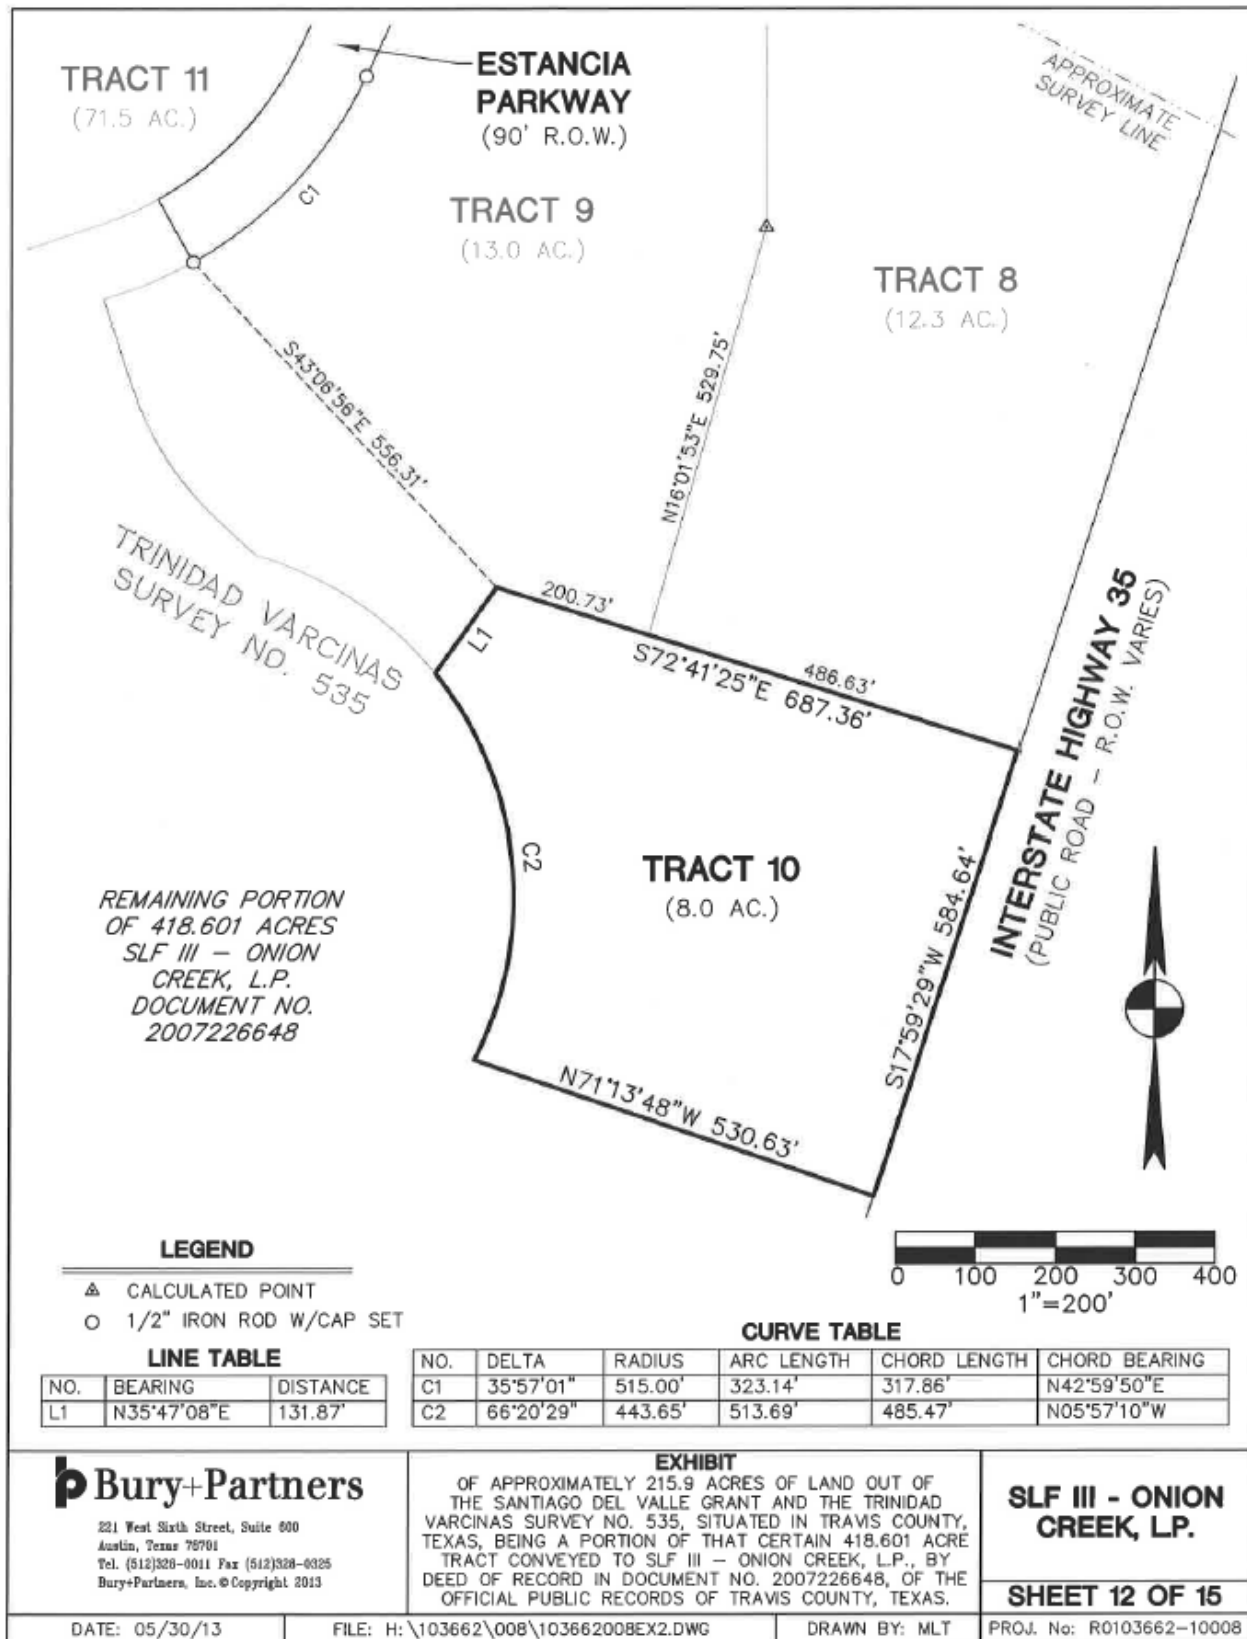 TRACT 11
(71.5 AC.)
ESTANCIA
PARKWAY
(90' R.O.W.)
APPROXIMATE
SURVEY LINE
C1
TRACT 9
(13.0 AC.)
TRACT 8
(12.3 AC.)
S43°06'56"E 556.31'
N16°01'53"E 529.75'
TRINIDAD VARCINAS
SURVEY NO. 535
L1
200.73'
486.63'
S72°41'25"E 687.36'
INTERSTATE HIGHWAY 35
(PUBLIC ROAD – R.O.W. VARIES)
C2
TRACT 10
(8.0 AC.)
S17°59'29"W 584.64'
REMAINING PORTION
OF 418.601 ACRES
SLF III – ONION
CREEK, L.P.
DOCUMENT NO.
2007226648
N71°13'48"W 530.63'
LEGEND
CALCULATED POINT
1/2" IRON ROD W/CAP SET
0 100 200 300 400
1"=200'
LINE TABLE
NO. BEARING DISTANCE
L1 N35°47'08"E 131.87'
CURVE TABLE
NO. DELTA RADIUS ARC LENGTH CHORD LENGTH CHORD BEARING
C1 35°57'01" 515.00' 323.14' 317.86' N42°59'50"E
C2 66°20'29" 443.65' 513.69' 485.47' N05°57'10"W
Bury+Partners
221 West Sixth Street, Suite 600
Austin, Texas 78701
Tel. (512)328-0011 Fax (512)328-0325
Bury+Partners, Inc. © Copyright 2013
EXHIBIT
OF APPROXIMATELY 215.9 ACRES OF LAND OUT OF
THE SANTIAGO DEL VALLE GRANT AND THE TRINIDAD
VARCINAS SURVEY NO. 535, SITUATED IN TRAVIS COUNTY,
TEXAS, BEING A PORTION OF THAT CERTAIN 418.601 ACRE
TRACT CONVEYED TO SLF III – ONION CREEK, L.P., BY
DEED OF RECORD IN DOCUMENT NO. 2007226648, OF THE
OFFICIAL PUBLIC RECORDS OF TRAVIS COUNTY, TEXAS.
SLF III - ONION
CREEK, L.P.
SHEET 12 OF 15
DATE: 05/30/13 FILE: H:\103662\008\103662008EX2.DWG DRAWN BY: MLT PROJ. No: R0103662-10008